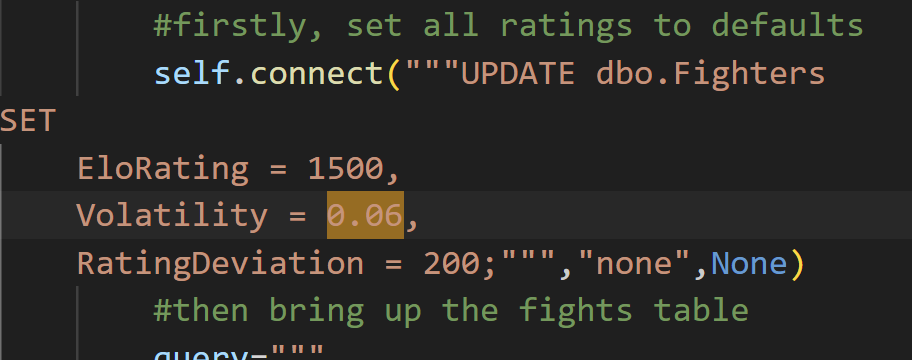 #firstly, set all ratings to defaults
self.connect("""UPDATE dbo.Fighters
SET
EloRating = 1500,
Volatility = 0.06,
RatingDeviation = 200;""","none",None)
#then bring up the fights table
query="""